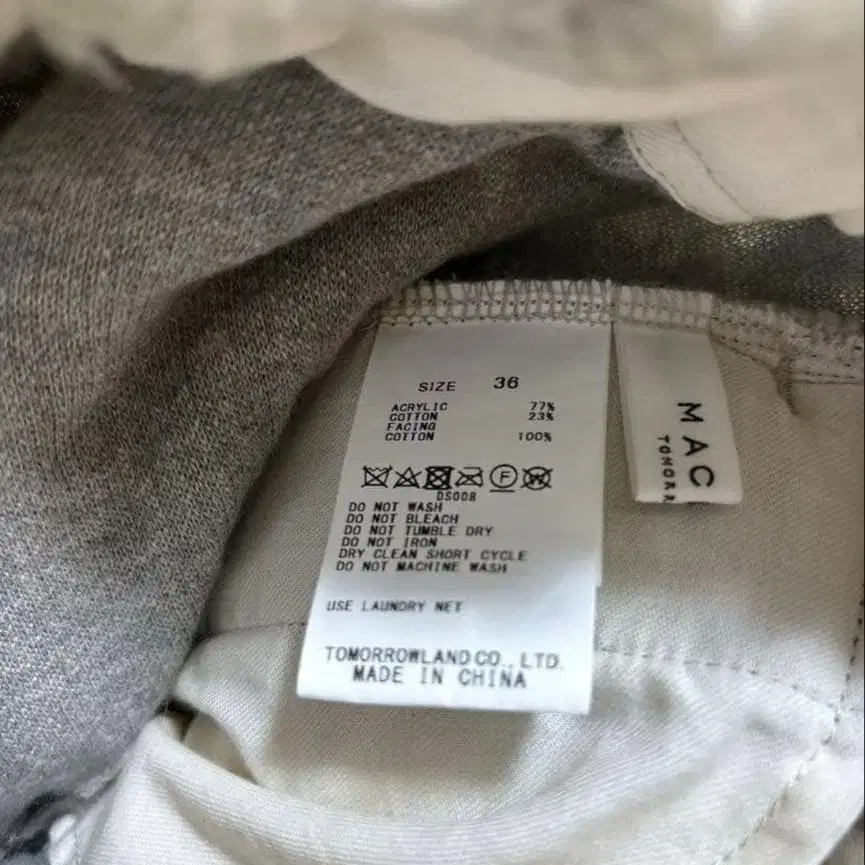 SIZE 36
ACRYLIC 77%
COTTON 23%
FACING
COTTON 100%
F W
DS008
DO NOT WASH
DO NOT BLEACH
DO NOT TUMBLE DRY
DO NOT IRON
DRY CLEAN SHORT CYCLE
DO NOT MACHINE WASH
USE LAUNDRY NET
TOMORROWLAND CO., LTD.
MADE IN CHINA
MAC
TOMORR